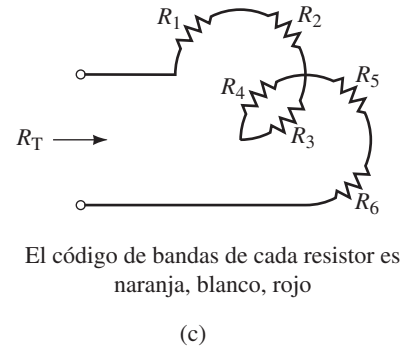 R1
R2
R4
R5
RT
R3
R6
El código de bandas de cada resistor es
naranja, blanco, rojo
(c)